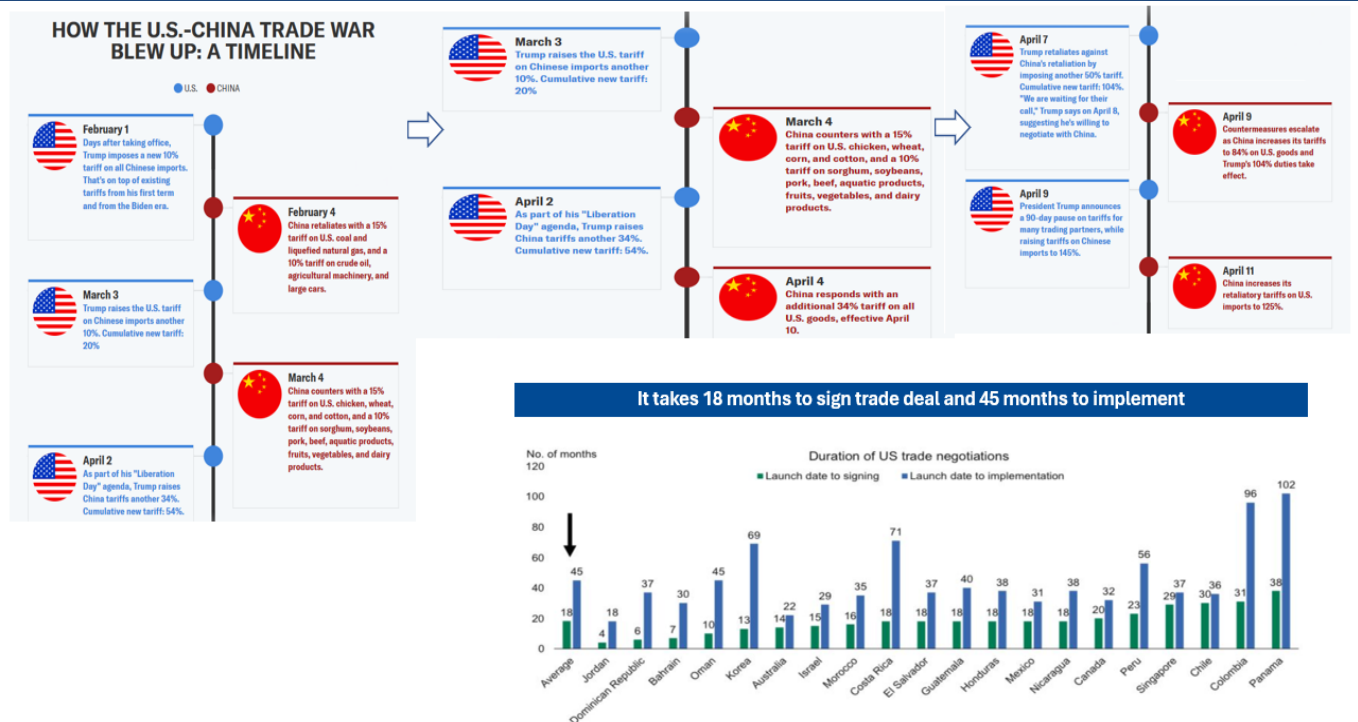 HOW THE U.S.-CHINA TRADE WAR
BLEW UP: A TIMELINE
U.S. CHINA
February 1
Days after taking office,
Trump imposes a new 10%
tariff on all Chinese imports.
That's on top of existing
tariffs from his first term
and from the Biden era.
February 4
China retaliates with a 15%
tariff on U.S. coal and
liquefied natural gas, and a
10% tariff on crude oil,
agricultural machinery, and
large cars.
March 3
Trump raises the U.S. tariff
on Chinese imports another
10%. Cumulative new tariff:
20%
March 4
China counters with a 15%
tariff on U.S. chicken, wheat,
corn, and cotton, and a 10%
tariff on sorghum, soybeans,
pork, beef, aquatic products,
fruits, vegetables, and dairy
products.
April 2
As part of his "Liberation
Day" agenda, Trump raises
China tariffs another 34%.
Cumulative new tariff: 54%.
March 3
Trump raises the U.S. tariff
on Chinese imports another
10%. Cumulative new tariff:
20%
March 4
China counters with a 15%
tariff on U.S. chicken, wheat,
corn, and cotton, and a 10%
tariff on sorghum, soybeans,
pork, beef, aquatic products,
fruits, vegetables, and dairy
products.
April 2
As part of his "Liberation
Day" agenda, Trump raises
China tariffs another 34%.
Cumulative new tariff: 54%.
April 4
China responds with an
additional 34% tariff on all
U.S. goods, effective April
10.
April 7
Trump retaliates against
China's retaliation by
imposing another 50% tariff.
Cumulative new tariff: 104%.
"We are waiting for their
call," Trump says on April 8,
suggesting he's willing to
negotiate with China.
April 9
Countermeasures escalate
as China increases its tariffs
to 84% on U.S. goods and
Trump's 104% duties take
effect.
April 9
President Trump announces
a 90-day pause on tariffs for
many trading partners, while
raising tariffs on Chinese
imports to 145%.
April 11
China increases its
retaliatory tariffs on U.S.
imports to 125%.
It takes 18 months to sign trade deal and 45 months to implement
No. of months
Duration of US trade negotiations
Launch date to signing Launch date to implementation
120
100
80
60
40
20
0
18 45
4 18
6 37
7 30
10 45
13 69
14 22
15 29
16 35
18 71
18 37
18 40
18 38
18 31
18 38
20 32
23 56
29 37
30 36
31 96
38 102
Average
Jordan
Dominican Republic
Bahrain
Oman
Korea
Australia
Israel
Morocco
Costa Rica
El Salvador
Guatemala
Honduras
Mexico
Nicaragua
Canada
Peru
Singapore
Chile
Colombia
Panama